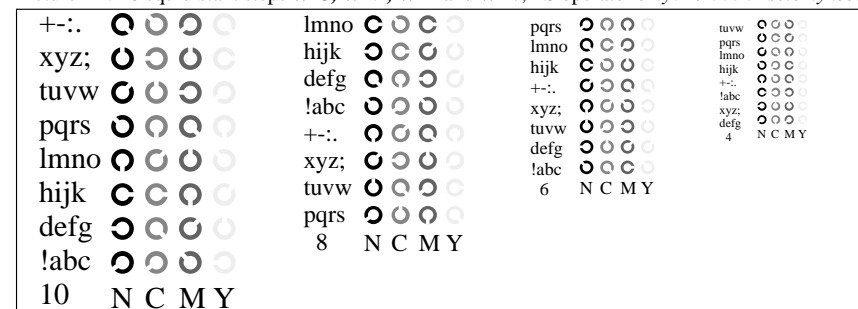 +-:.
xyz;
tuvw
pqrs
lmno
hijk
defg
!abc
10 N C M Y
lmno
hijk
defg
!abc
+-:.
xyz;
tuvw
pqrs
8 N C M Y
pqrs
lmno
hijk
+-:.
xyz;
tuvw
defg
!abc
6 N C M Y
tuvw
pqrs
lmno
hijk
+-:.
!abc
xyz;
defg
4 N C M Y